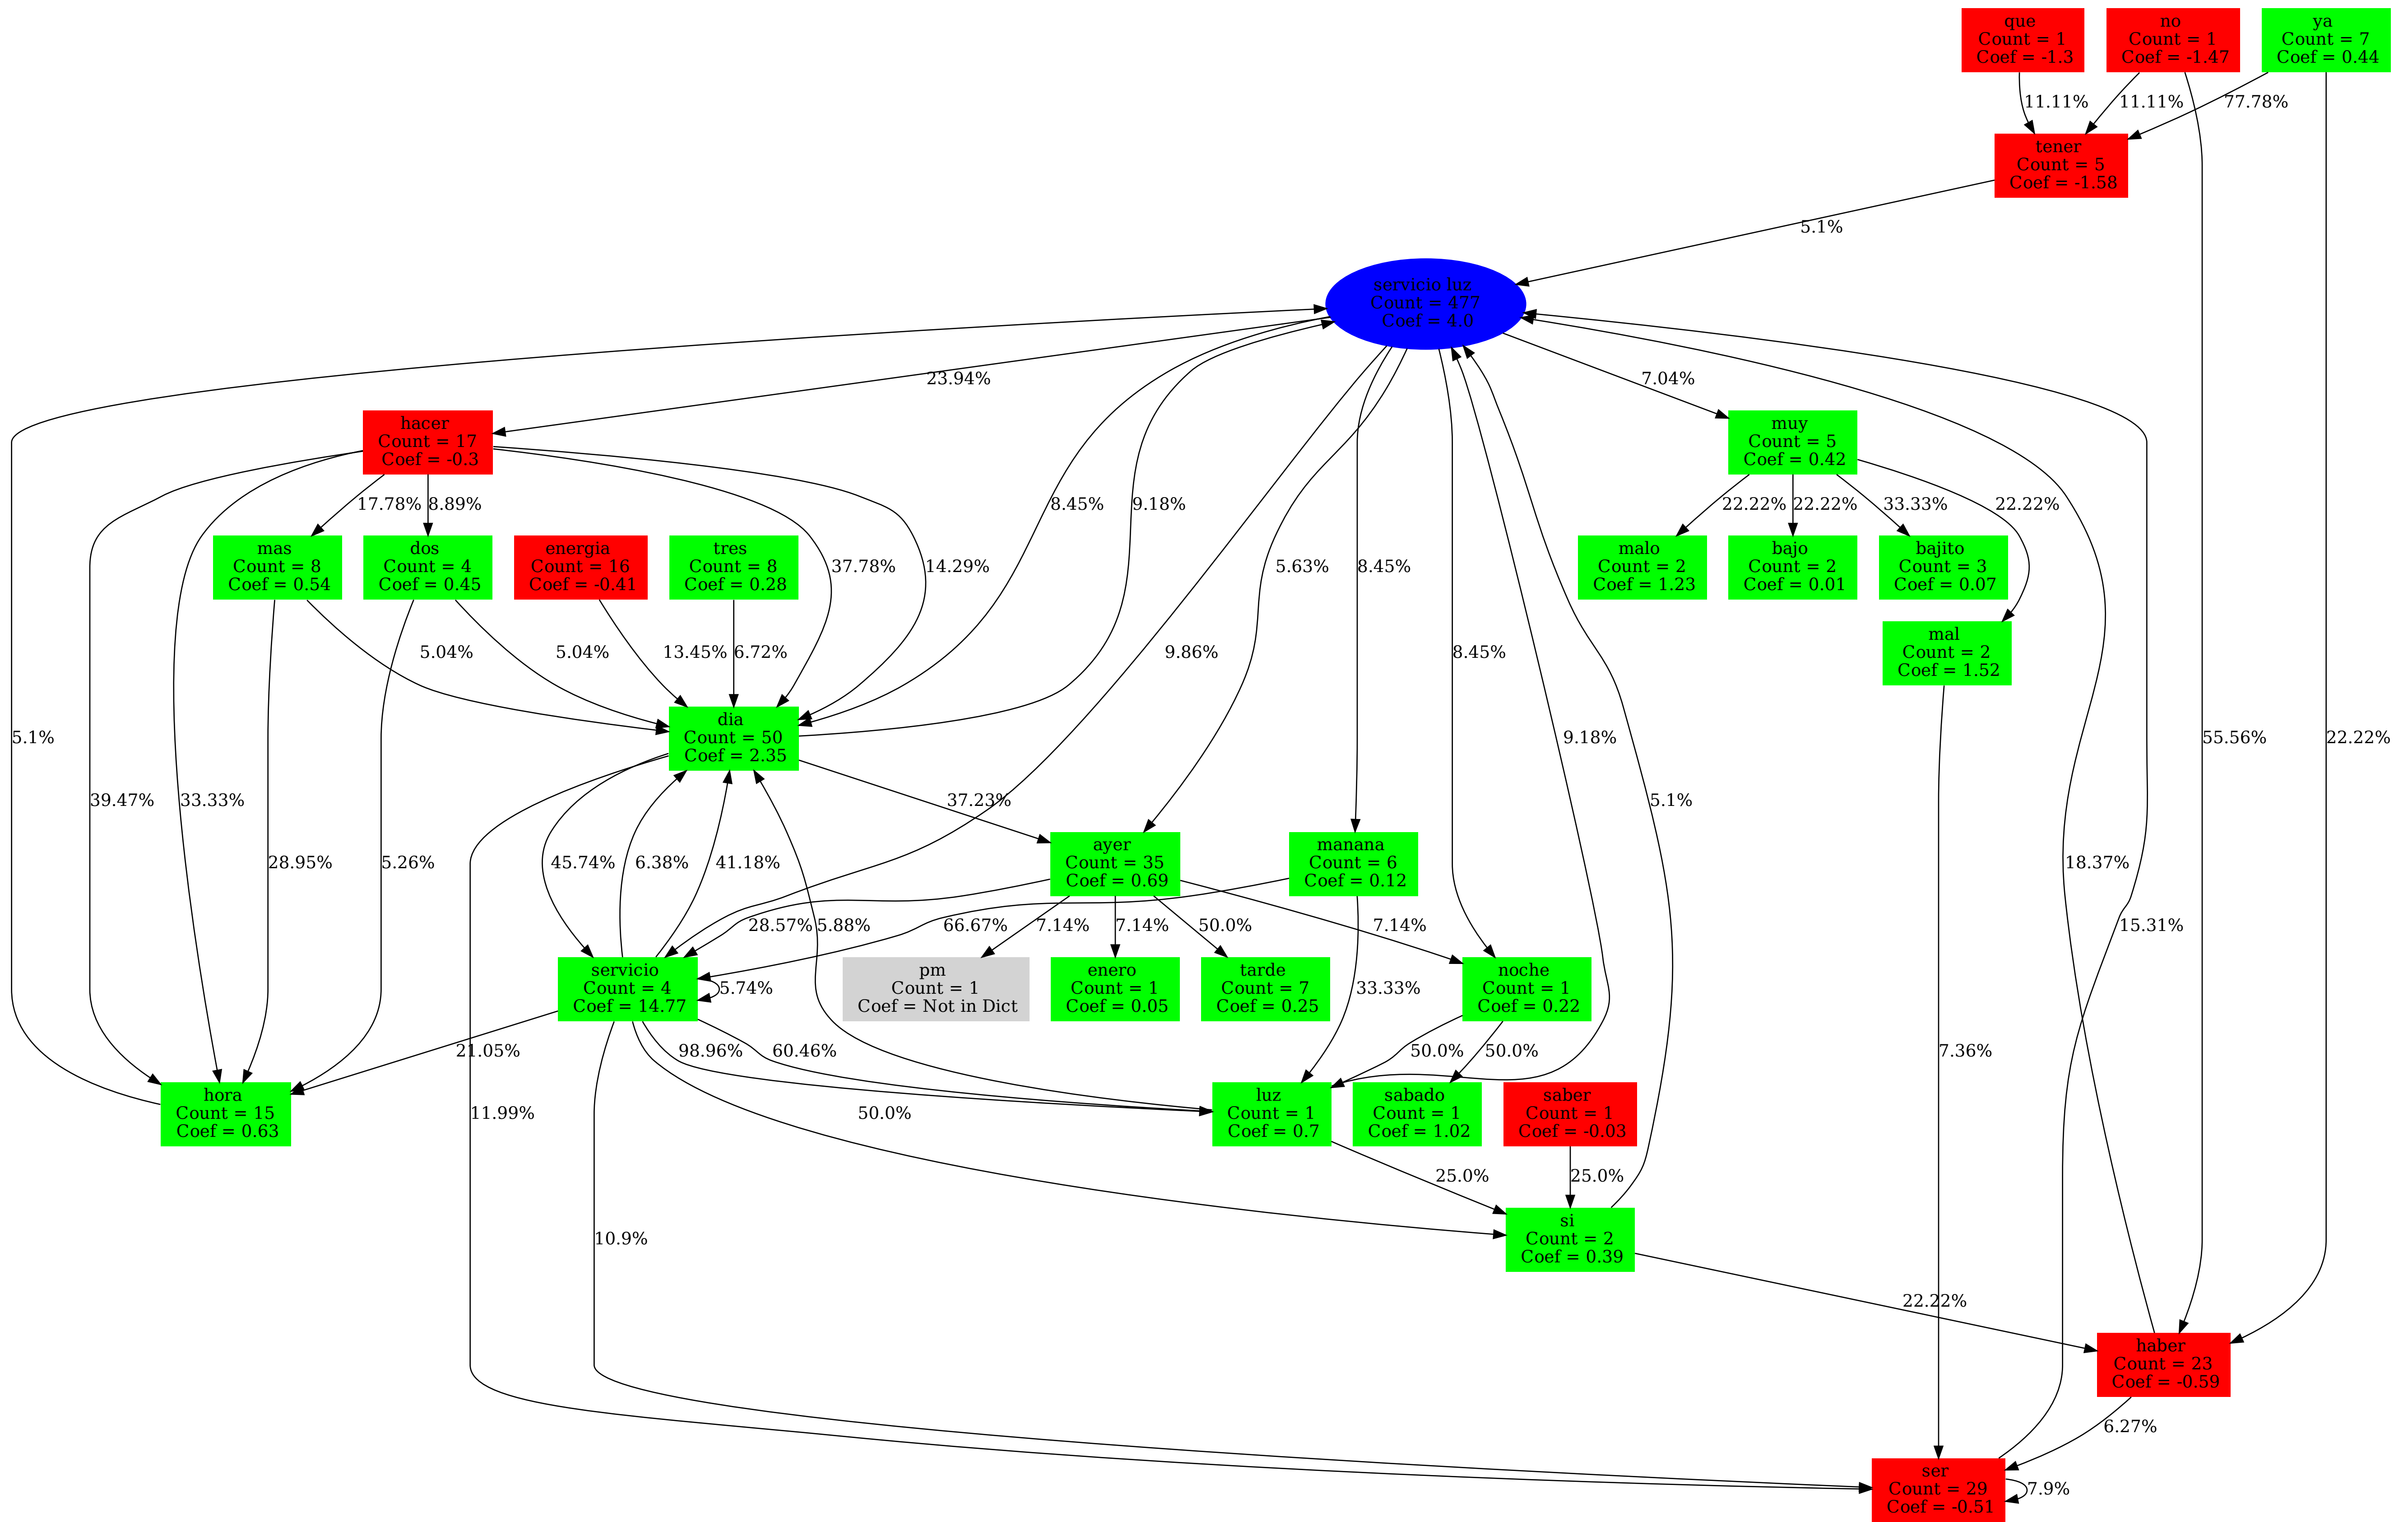 que
Count = 1
Coef = -1.3
no
Count = 1
Coef = -1.47
ya
Count = 7
Coef = 0.44
11.11%
11.11%
77.78%
tener
Count = 5
Coef = -1.58
5.1%
servicio luz
Count = 477
Coef = 4.0
23.94%
7.04%
hacer
Count = 17
Coef = -0.3
muy
Count = 5
Coef = 0.42
17.78%
8.89%
8.45%
9.18%
22.22%
22.22%
33.33%
22.22%
mas
Count = 8
Coef = 0.54
dos
Count = 4
Coef = 0.45
energia
Count = 16
Coef = -0.41
tres
Count = 8
Coef = 0.28
37.78%
14.29%
5.63%
8.45%
malo
Count = 2
Coef = 1.23
bajo
Count = 2
Coef = 0.01
bajito
Count = 3
Coef = 0.07
5.04%
5.04%
13.45%
6.72%
9.86%
8.45%
mal
Count = 2
Coef = 1.52
5.1%
dia
Count = 50
Coef = 2.35
9.18%
55.56%
22.22%
39.47%
33.33%
37.23%
5.1%
28.95%
5.26%
45.74%
6.38%
41.18%
ayer
Count = 35
Coef = 0.69
manana
Count = 6
Coef = 0.12
18.37%
28.57%
5.88%
66.67%
7.14%
7.14%
50.0%
7.14%
15.31%
servicio
Count = 4
Coef = 14.77
5.74%
pm
Count = 1
Coef = Not in Dict
enero
Count = 1
Coef = 0.05
tarde
Count = 7
Coef = 0.25
33.33%
noche
Count = 1
Coef = 0.22
21.05%
98.96%
60.46%
50.0%
50.0%
7.36%
hora
Count = 15
Coef = 0.63
11.99%
50.0%
luz
Count = 1
Coef = 0.7
sabado
Count = 1
Coef = 1.02
saber
Count = 1
Coef = -0.03
25.0%
25.0%
10.9%
si
Count = 2
Coef = 0.39
22.22%
haber
Count = 23
Coef = -0.59
6.27%
ser
Count = 29
Coef = -0.51
7.9%